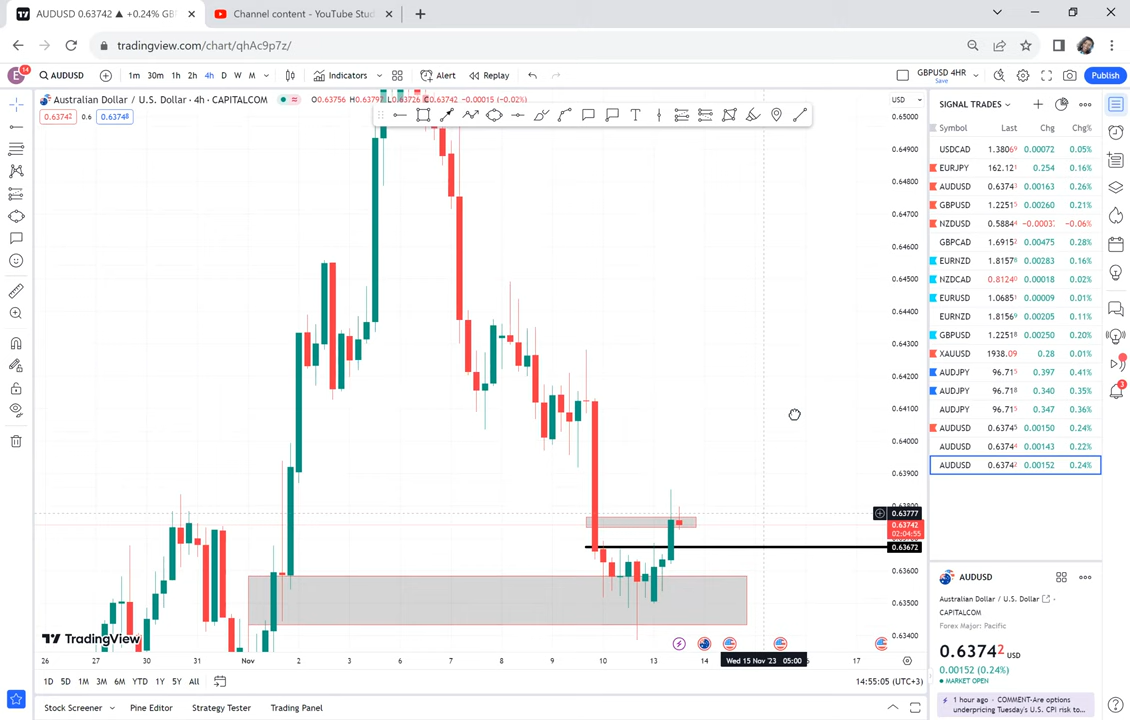 AUDUSD 0.63742 ▲ +0.24% GBP
Channel content - YouTube Stud
tradingview.com/chart/qhAc9p7z/
E 14 AUDUSD 1m 30m 1h 2h 4h D W M Indicators Alert Replay GBPUSD 4HR Save Publish
Australian Dollar / U.S. Dollar · 4h · CAPITALCOM O0.63756 H0.63797 L0.63726 C0.63742 −0.00015 (−0.02%)
0.63742 0.6 0.63748
USD
0.65000
0.64900
0.64800
0.64700
0.64600
0.64500
0.64400
0.64300
0.64200
0.64100
0.64000
0.63900
0.63777
0.63742
02:04:55
0.63672
0.63600
0.63500
0.63400
TradingView
26 27 30 31 Nov 2 3 6 7 8 9 10 13 14 Wed 15 Nov '23 05:00 17
1D 5D 1M 3M 6M YTD 1Y 5Y All 14:55:05 (UTC+3)
Stock Screener Pine Editor Strategy Tester Trading Panel
SIGNAL TRADES
Symbol Last Chg Chg%
USDCAD 1.38069 0.00072 0.05%
EURJPY 162.121 0.254 0.16%
AUDUSD 0.63743 0.00163 0.26%
GBPUSD 1.22515 0.00260 0.21%
NZDUSD 0.58844 −0.06%
GBPCAD 1.69152 0.00475 0.28%
EURNZD 1.81578 0.00283 0.16%
NZDCAD 0.81240 0.00018 0.02%
EURUSD 1.06851 0.00009 0.01%
EURNZD 1.81569 0.00205 0.11%
GBPUSD 1.22518 0.00250 0.20%
XAUUSD 1938.09 0.28 0.01%
AUDJPY 96.715 0.397 0.41%
AUDJPY 96.718 0.340 0.35%
AUDJPY 96.715 0.347 0.36%
AUDUSD 0.63745 0.00150 0.24%
AUDUSD 0.63744 0.00143 0.22%
AUDUSD 0.63742 0.00152 0.24%
AUDUSD
Australian Dollar / U.S. Dollar ·
CAPITALCOM
Forex Major: Pacific
0.63742 USD
0.00152 (0.24%)
MARKET OPEN
1 hour ago · COMMENT-Are options
underpricing Tuesday's U.S. CPI risk to...
3